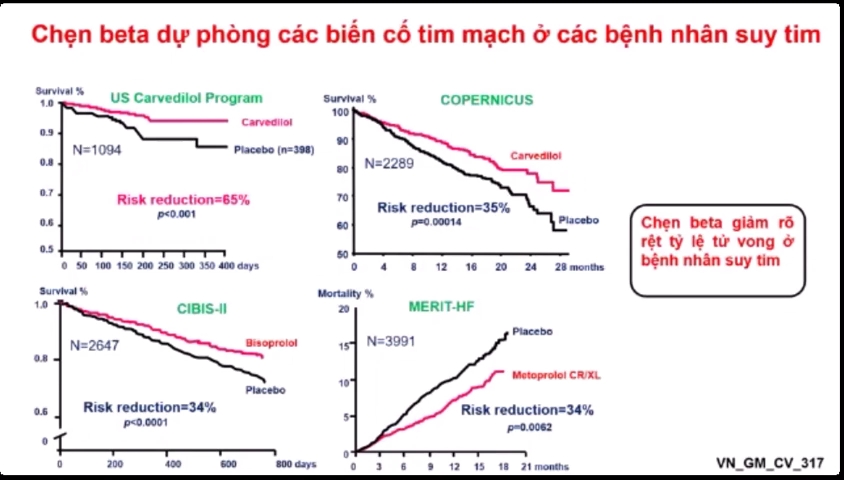 Chẹn beta dự phòng các biến cố tim mạch ở các bệnh nhân suy tim
Survival %
US Carvedilol Program
1.0
0.9
0.8
0.7
0.6
0.5
Carvedilol
N=1094
Placebo (n=398)
Risk reduction=65%
p<0.001
0 50 100 150 200 250 300 350 400 days
Survival %
COPERNICUS
100
90
80
70
60
50
N=2289
Carvedilol
Risk reduction=35%
p=0.00014
Placebo
0 4 8 12 16 20 24 28 months
Chẹn beta giảm rõ
rệt tỷ lệ tử vong ở
bệnh nhân suy tim
Survival %
CIBIS-II
1.0
0.8
0.6
0
N=2647
Bisoprolol
Placebo
Risk reduction=34%
p<0.0001
0 200 400 600 800 days
Mortality %
MERIT-HF
20
15
10
5
0
N=3991
Placebo
Metoprolol CR/XL
Risk reduction=34%
p=0.0062
0 3 6 9 12 15 18 21 months
VN_GM_CV_317